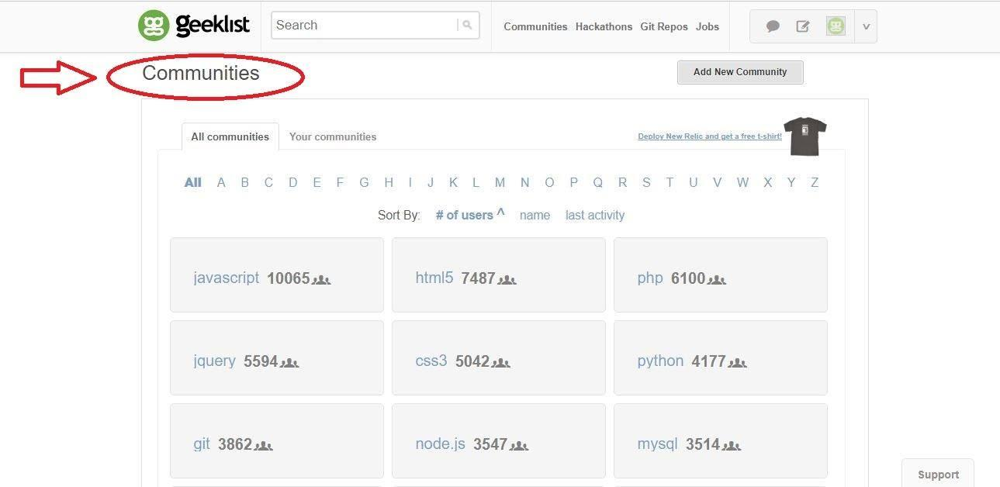 geeklist Search Communities Hackathons Git Repos Jobs
Communities Add New Community
All communities Your communities Deploy New Relic and get a free t-shirt!
All A B C D E F G H I J K L M N O P Q R S T U V W X Y Z
Sort By: # of users ^ name last activity
javascript 10065 html5 7487 php 6100
jquery 5594 css3 5042 python 4177
git 3862 node.js 3547 mysql 3514
Support